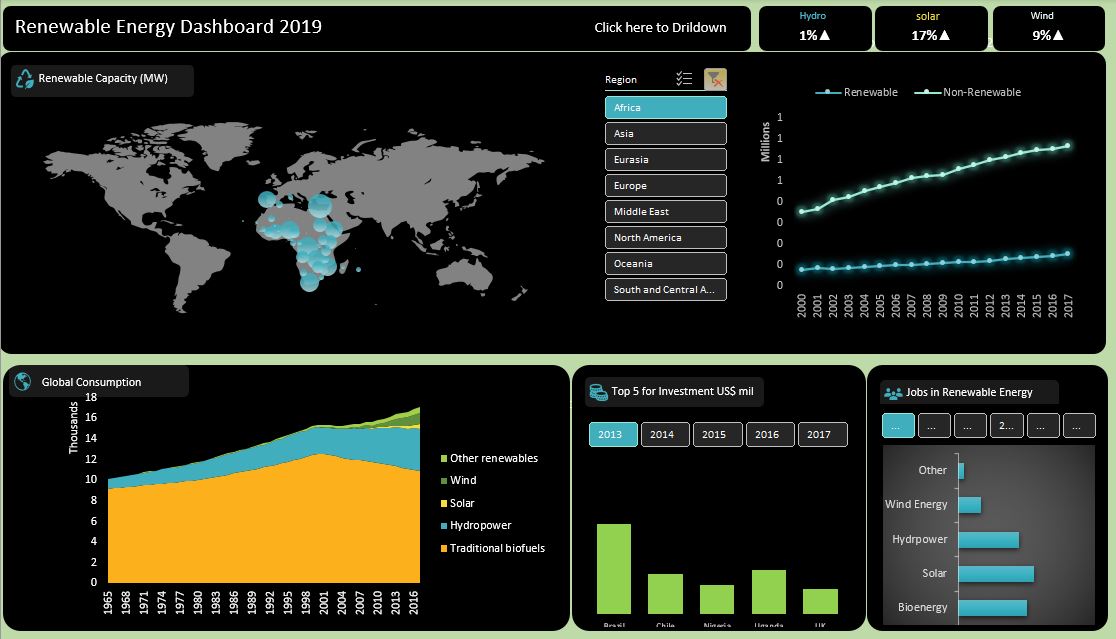 Renewable Energy Dashboard 2019
Click here to Drildown
Hydro
1%▲
solar
17%▲
Wind
9%▲
Renewable Capacity (MW)
Region
Africa
Asia
Eurasia
Europe
Middle East
North America
Oceania
South and Central A...
Renewable
Non-Renewable
Millions
1
1
1
1
0
0
0
0
0
2000
2001
2002
2003
2004
2005
2006
2007
2008
2009
2010
2011
2012
2013
2014
2015
2016
2017
Global Consumption
Thousands
18
16
14
12
10
8
6
4
2
0
1965
1968
1971
1974
1977
1980
1983
1986
1989
1992
1995
1998
2001
2004
2007
2010
2013
2016
Other renewables
Wind
Solar
Hydropower
Traditional biofuels
Top 5 for Investment US$ mil
2013
2014
2015
2016
2017
Brazil
Chile
Nigeria
Uganda
UK
Jobs in Renewable Energy
...
...
...
2...
...
...
Other
Wind Energy
Hydrpower
Solar
Bioenergy